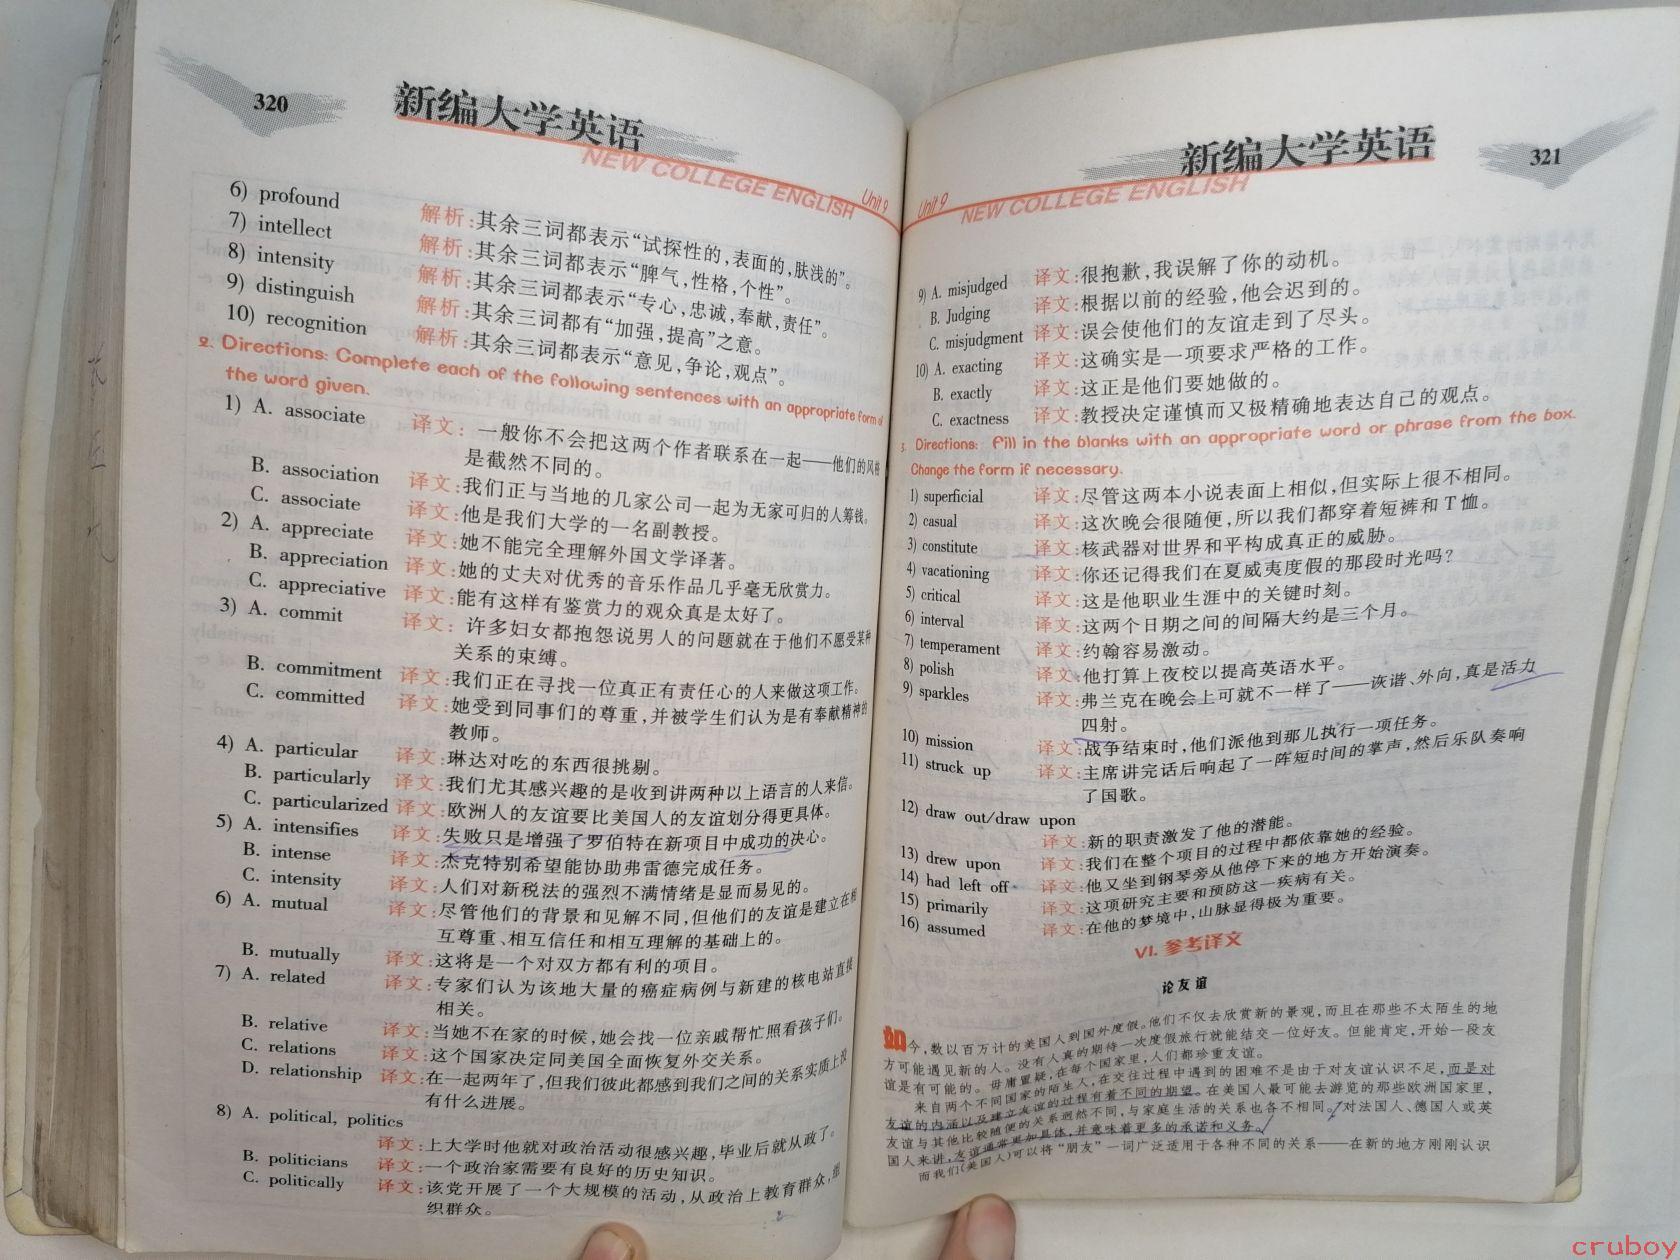 320
新编大学英语
NEW COLLEGE ENGLISH
Unit 9
6) profound 解析:其余三词都表示“试探性的,表面的,肤浅的”。
7) intellect 解析:其余三词都表示“脾气,性格,个性”。
8) intensity 解析:其余三词都表示“专心,忠诚,奉献,责任”。
9) distinguish 解析:其余三词都有“加强,提高”之意。
10) recognition 解析:其余三词都表示“意见,争论,观点”。
2. Directions: Complete each of the following sentences with an appropriate form of
the word given.
1) A. associate 译文: 一般你不会把这两个作者联系在一起——他们的风格
是截然不同的。
B. association 译文:我们正与当地的几家公司一起为无家可归的人筹钱。
C. associate 译文:他是我们大学的一名副教授。
2) A. appreciate 译文:她不能完全理解外国文学译著。
B. appreciation 译文:她的丈夫对优秀的音乐作品几乎毫无欣赏力。
C. appreciative 译文:能有这样有鉴赏力的观众真是太好了。
3) A. commit 译文: 许多妇女都抱怨说男人的问题就在于他们不愿受某种
关系的束缚。
B. commitment 译文:我们正在寻找一位真正有责任心的人来做这项工作。
C. committed 译文:她受到同事们的尊重,并被学生们认为是有奉献精神的
教师。
4) A. particular 译文:琳达对吃的东西很挑剔。
B. particularly 译文:我们尤其感兴趣的是收到讲两种以上语言的人来信。
C. particularized 译文:欧洲人的友谊要比美国人的友谊划分得更具体。
5) A. intensifies 译文:失败只是增强了罗伯特在新项目中成功的决心。
B. intense 译文:杰克特别希望能协助弗雷德完成任务。
C. intensity 译文:人们对新税法的强烈不满情绪是显而易见的。
6) A. mutual 译文:尽管他们的背景和见解不同,但他们的友谊是建立在相
互尊重、相互信任和相互理解的基础上的。
B. mutually 译文:这将是一个对双方都有利的项目。
7) A. related 译文:专家们认为该地大量的癌症病例与新建的核电站直接
相关。
B. relative 译文:当她不在家的时候,她会找一位亲戚帮忙照看孩子们。
C. relations 译文:这个国家决定同美国全面恢复外交关系。
D. relationship 译文:在一起两年了,但我们彼此都感到我们之间的关系实质上没
有什么进展。
8) A. political, politics
译文:上大学时他就对政治活动很感兴趣,毕业后就从政了。
B. politicians 译文:一个政治家需要有良好的历史知识。
C. politically 译文:该党开展了一个大规模的活动,从政治上教育群众,组
织群众。
新编大学英语
321
Unit 9 NEW COLLEGE ENGLISH
9) A. misjudged 译文:很抱歉,我误解了你的动机。
B. Judging 译文:根据以前的经验,他会迟到的。
C. misjudgment 译文:误会使他们的友谊走到了尽头。
10) A. exacting 译文:这确实是一项要求严格的工作。
B. exactly 译文:这正是他们要她做的。
C. exactness 译文:教授决定谨慎而又极精确地表达自己的观点。
3. Directions: Fill in the blanks with an appropriate word or phrase from the box.
Change the form if necessary.
1) superficial 译文:尽管这两本小说表面上相似,但实际上很不相同。
2) casual 译文:这次晚会很随便,所以我们都穿着短裤和T恤。
3) constitute 译文:核武器对世界和平构成真正的威胁。
4) vacationing 译文:你还记得我们在夏威夷度假的那段时光吗?
5) critical 译文:这是他职业生涯中的关键时刻。
6) interval 译文:这两个日期之间的间隔大约是三个月。
7) temperament 译文:约翰容易激动。
8) polish 译文:他打算上夜校以提高英语水平。
9) sparkles 译文:弗兰克在晚会上可就不一样了——诙谐、外向,真是活力
四射。
10) mission 译文:战争结束时,他们派他到那儿执行一项任务。
11) struck up 译文:主席讲完话后响起了一阵短时间的掌声,然后乐队奏响
了国歌。
12) draw out/draw upon
译文:新的职责激发了他的潜能。
13) drew upon 译文:我们在整个项目的过程中都依靠她的经验。
14) had left off 译文:他又坐到钢琴旁从他停下来的地方开始演奏。
15) primarily 译文:这项研究主要和预防这一疾病有关。
16) assumed 译文:在他的梦境中,山脉显得极为重要。
VI. 参考译文
论友谊
如今,数以百万计的美国人到国外度假。他们不仅去欣赏新的景观,而且在那些不太陌生的地
方可能遇见新的人。没有人真的期待一次度假旅行就能结交一位好友。但能肯定,开始一段友
谊是有可能的。毋庸置疑,在每个国家里,人们都珍重友谊。
来自两个不同国家的陌生人,在交往过程中遇到的困难不是由于对友谊认识不足,而是对
友谊的内涵以及建立友谊的过程有着不同的期望。在美国人最可能去游览的那些欧洲国家里,
友谊与其他比较随便的关系迥然不同,与家庭生活的关系也各不相同。对法国人、德国人或英
国人来讲,友谊通常更加具体,并意味着更多的承诺和义务。
而我们(美国人)可以将“朋友”一词广泛适用于各种不同的关系——在新的地方刚刚认识
cruboy